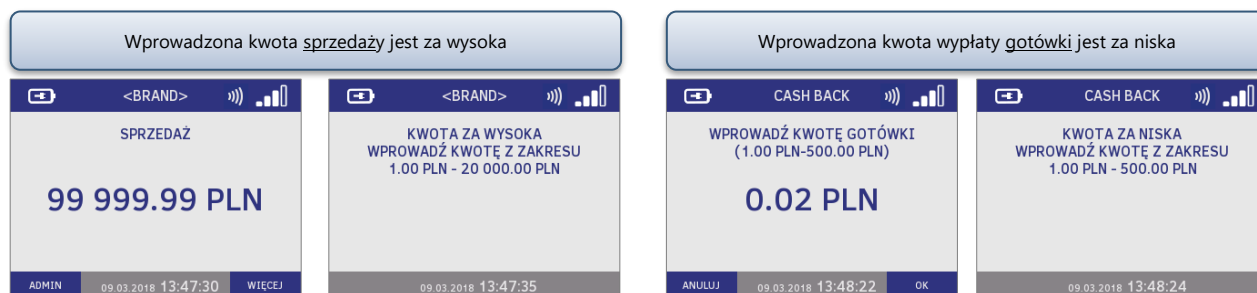 Wprowadzona kwota sprzedaży jest za wysoka
<BRAND>
SPRZEDAŻ
99 999.99 PLN
ADMIN 09.03.2018 13:47:30 WIĘCEJ
<BRAND>
KWOTA ZA WYSOKA
WPROWADŹ KWOTĘ Z ZAKRESU
1.00 PLN - 20 000.00 PLN
09.03.2018 13:47:35
Wprowadzona kwota wypłaty gotówki jest za niska
CASH BACK
WPROWADŹ KWOTĘ GOTÓWKI
(1.00 PLN-500.00 PLN)
0.02 PLN
ANULUJ 09.03.2018 13:48:22 OK
CASH BACK
KWOTA ZA NISKA
WPROWADŹ KWOTĘ Z ZAKRESU
1.00 PLN - 500.00 PLN
09.03.2018 13:48:24